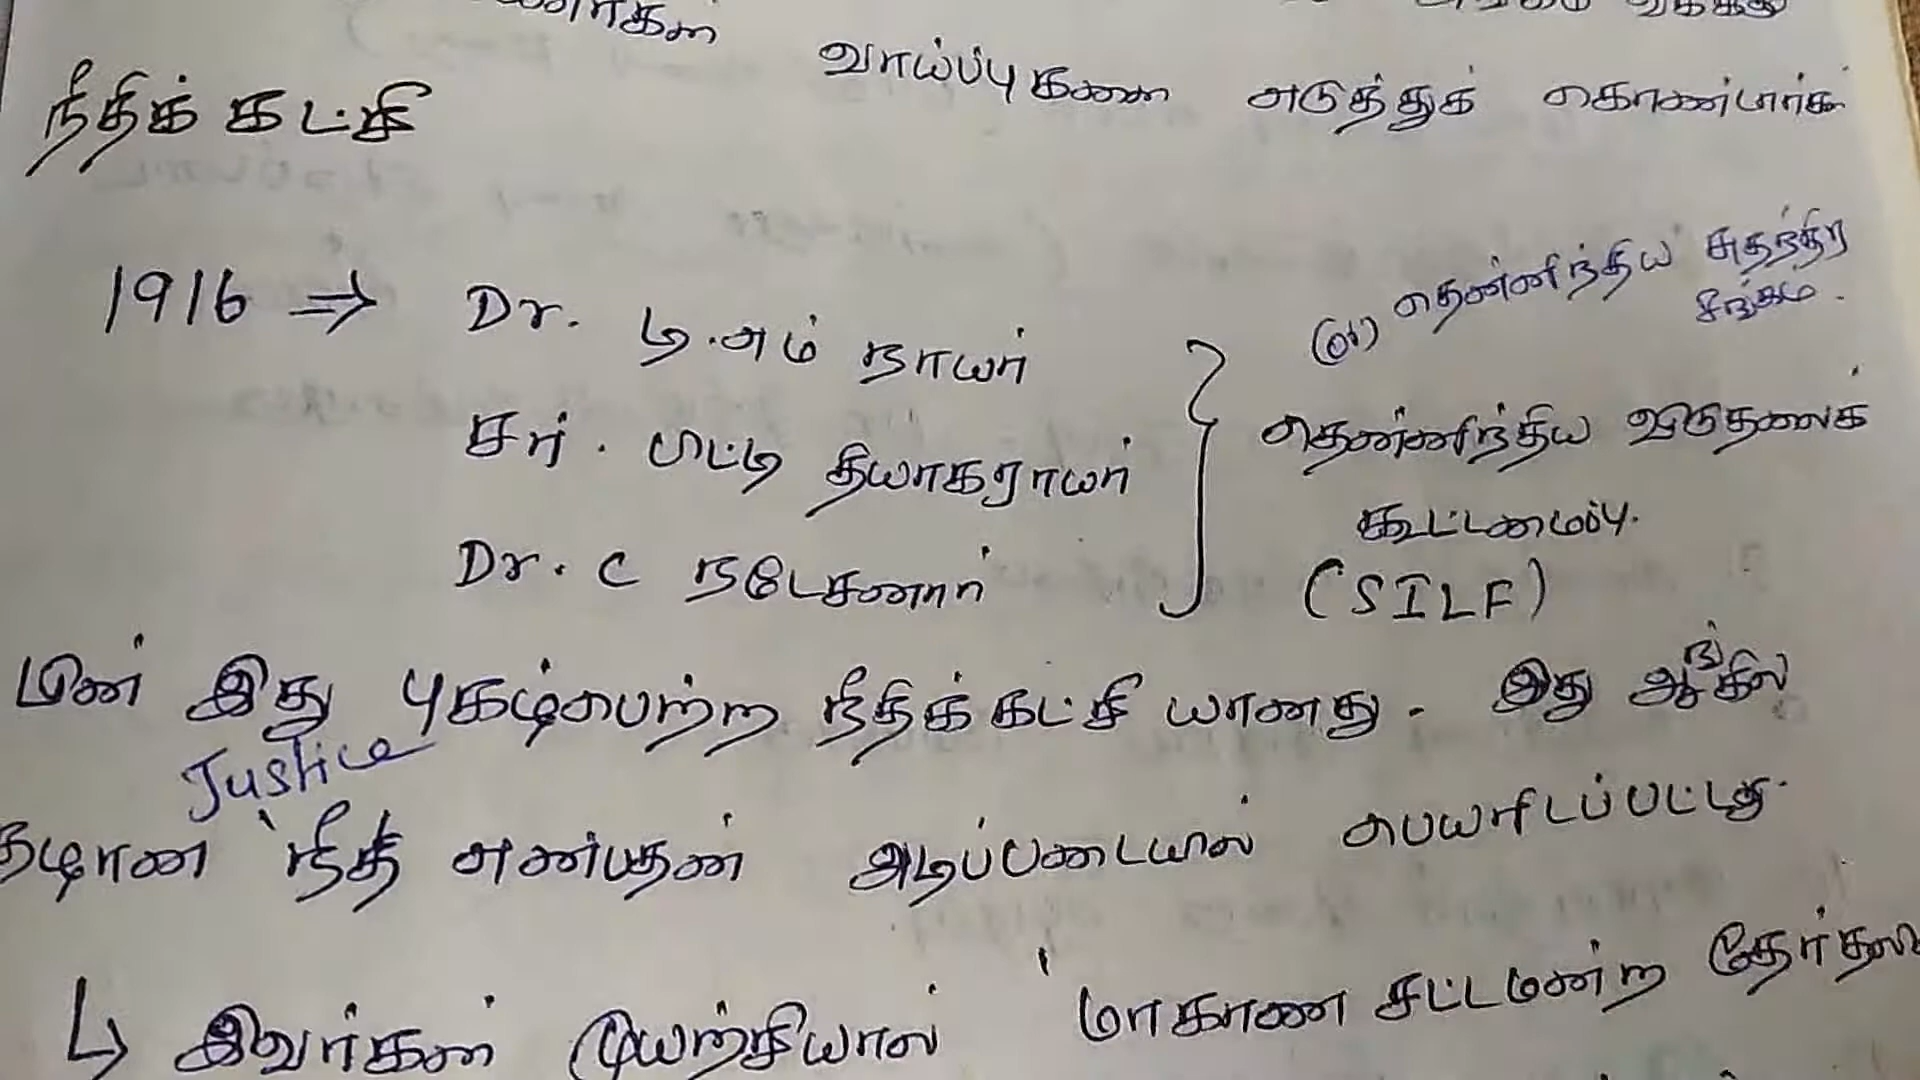 வாய்ப்புகளை அடுத்துக் கொண்டார்கள்
நீதிக் கட்சி
1916 ⇒ Dr. டி.அம் நாயர்
சர். பிட்டி தியாகராயர்
Dr. C நடேசனார்
(or) தென்னிந்திய சுதந்திர
சங்கம்.
தென்னிந்திய விடுதலைக்
கூட்டமைப்பு.
(SILF)
பின் இது புகழ்பெற்ற நீதிக்கட்சி யானது. இது ஆங்கில
Justice
நீதி என்பதன் அடிப்படையில் பெயரிடப்பட்டது.
↳ இவர்கள் முயற்சியால் 'மாகாண சட்டமன்ற